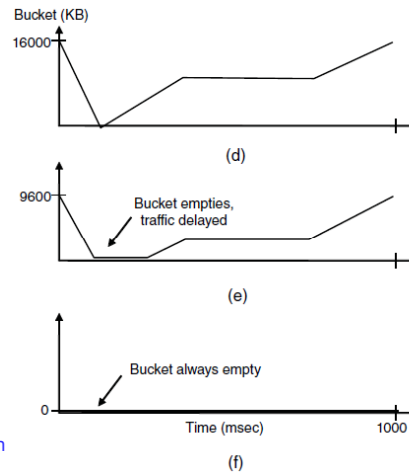 Bucket (KB)
16000
(d)
9600
Bucket empties,
traffic delayed
(e)
Bucket always empty
0
Time (msec)
1000
n
(f)